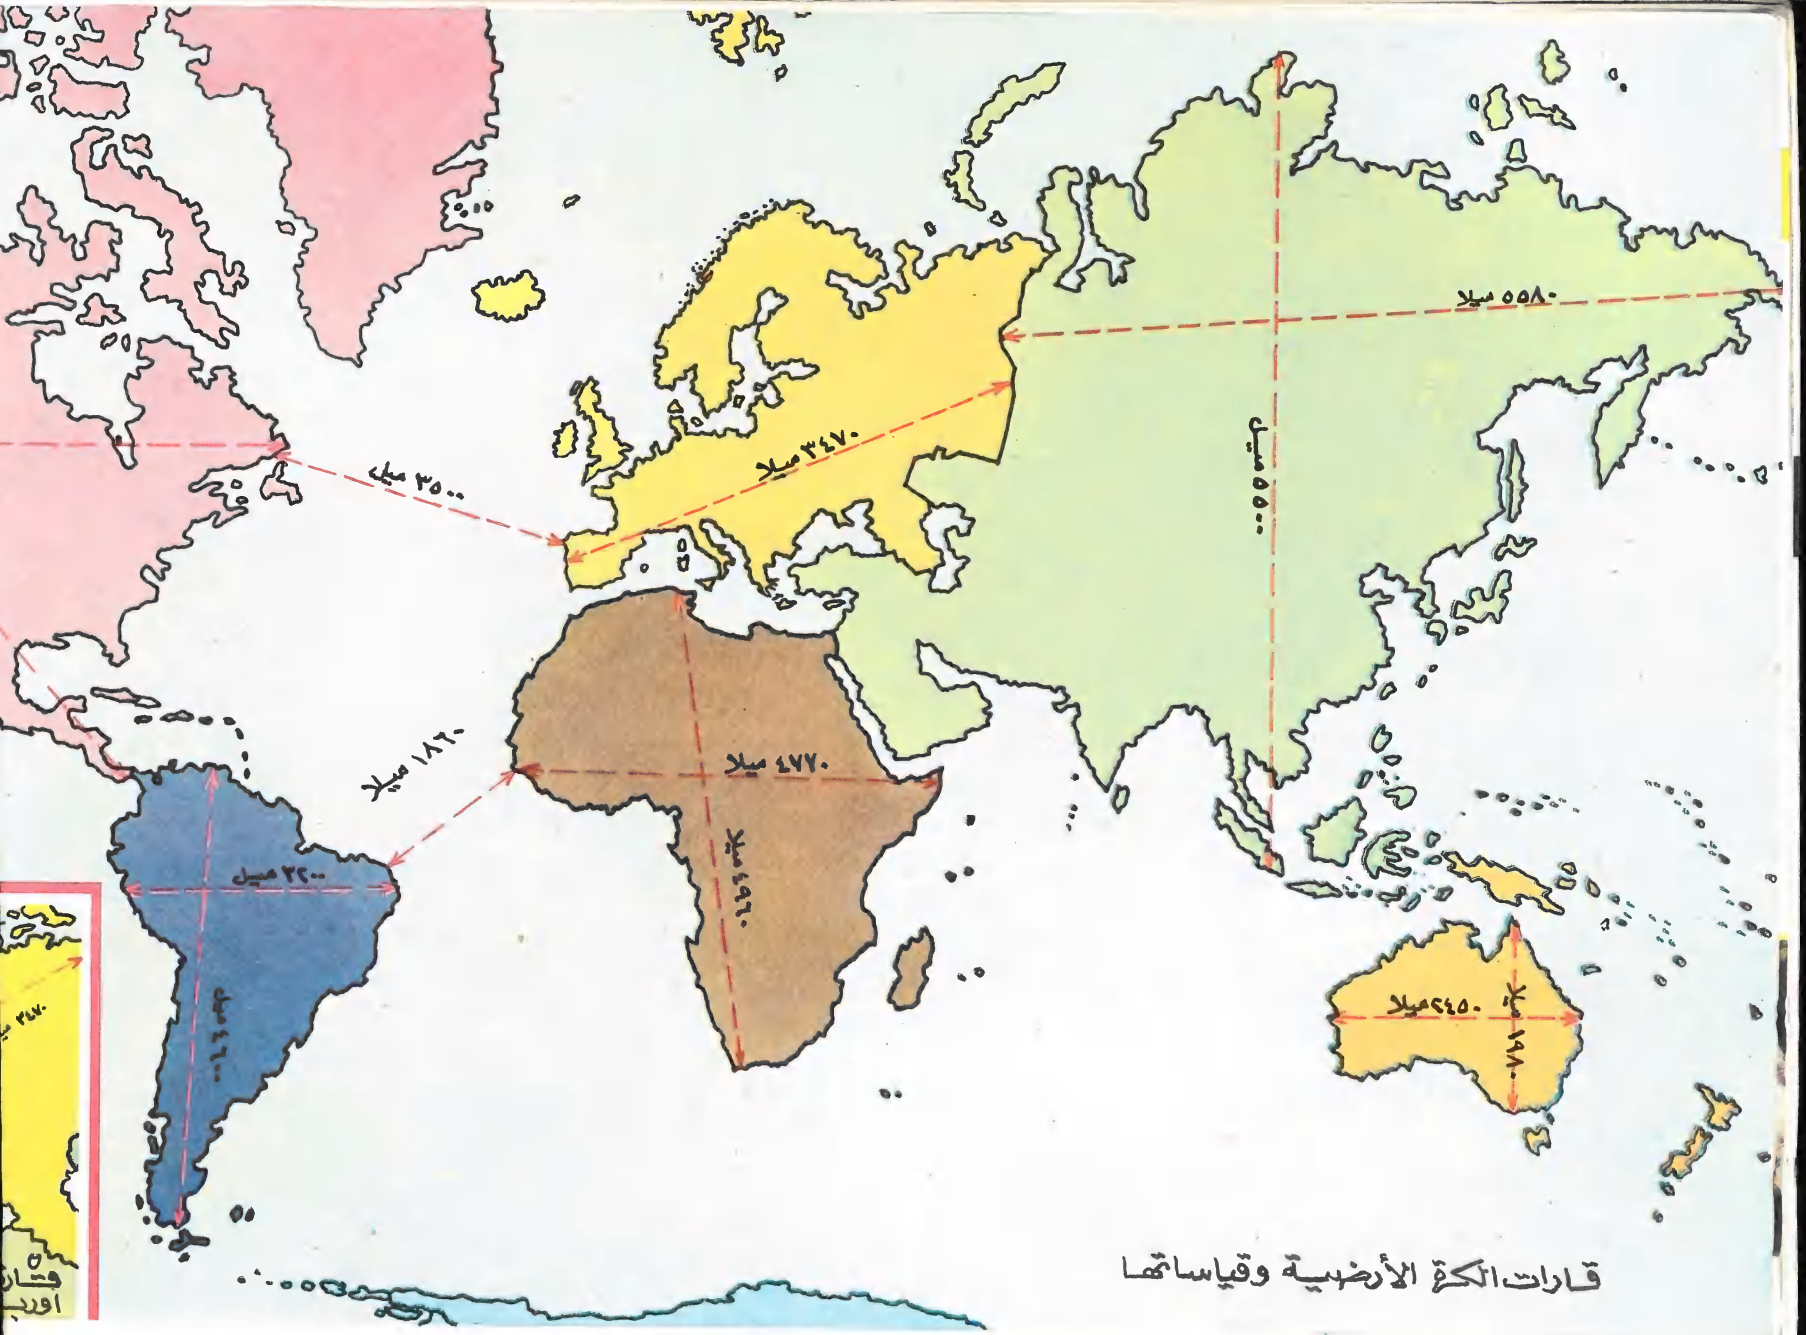 ٥٥٨٠ ميلا
٣٤٧٠ ميلا
٥٥٠٠ ميل
٣٥٠٠ ميل
١٨٦٠ ميلا
٤٧٧٠ ميلا
٤٩٦٠ ميلا
٣٢٠٠ ميل
٤٦٠٠ ميل
٢٤٥٠ ميلا
١٩٨٠ ميلا
٣٤٧٠
قارات الكرة الأرضية وقياساتها